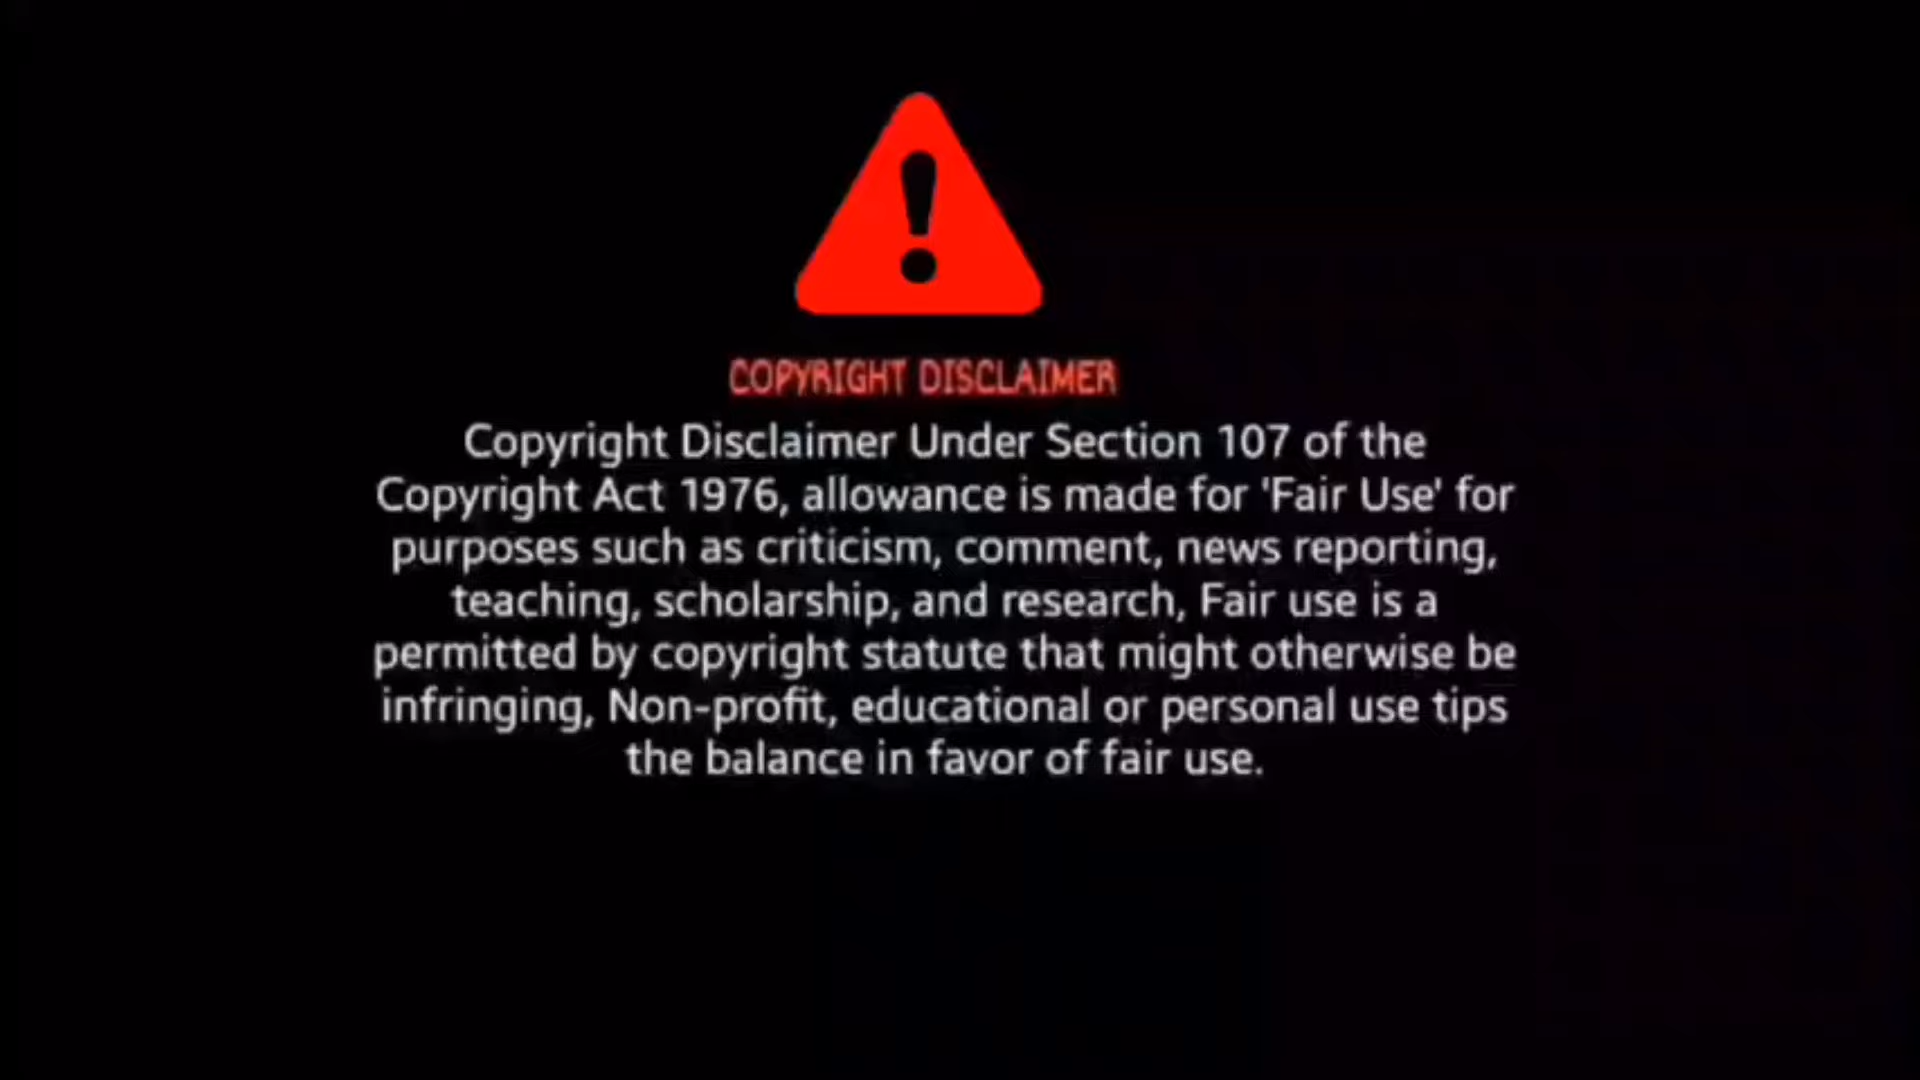 COPYRIGHT DISCLAIMER
Copyright Disclaimer Under Section 107 of the
Copyright Act 1976, allowance is made for 'Fair Use' for
purposes such as criticism, comment, news reporting,
teaching, scholarship, and research, Fair use is a
permitted by copyright statute that might otherwise be
infringing, Non-profit, educational or personal use tips
the balance in favor of fair use.